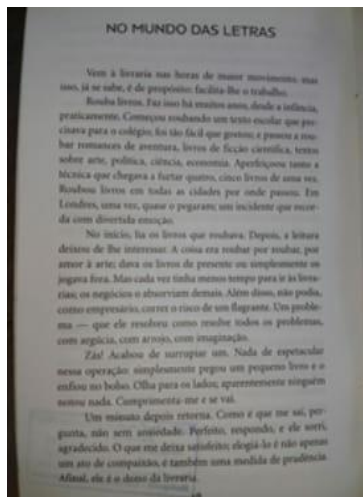 NO MUNDO DAS LETRAS
Vem à livraria nas horas de maior movimento, mas
isso, já se sabe, é de propósito: facilita-lhe o trabalho.
Rouba livros. Faz isso há muitos anos, desde a infância,
praticamente. Começou roubando um texto escolar que pre-
cisava para o colégio; foi tão fácil que gostou; e passou a rou-
bar romances de aventura, livros de ficção científica, textos
sobre arte, política, ciência, economia. Aperfeiçoou tanto a
técnica que chegava a furtar quatro, cinco livros de uma vez.
Roubou livros em todas as cidades por onde passou. Em
Londres, uma vez, quase o pegaram; um incidente que recor-
da com divertida emoção.
No início, lia os livros que roubava. Depois, a leitura
deixou de lhe interessar. A coisa era roubar por roubar, por
amor à arte; dava os livros de presente ou simplesmente os
jogava fora. Mas cada vez tinha menos tempo para ir às livra-
rias; os negócios o absorviam demais. Além disso, não podia,
como empresário, correr o risco de um flagrante. Um proble-
ma — que ele resolveu como resolve todos os problemas,
com argúcia, com arrojo, com imaginação.
Zás! Acabou de surrupiar um. Nada de espetacular
nessa operação: simplesmente pegou um pequeno livro e o
enfiou no bolso. Olha para os lados; aparentemente ninguém
notou nada. Cumprimenta-me e se vai.
Um minuto depois retorna. Como é que me saí, per-
gunta, não sem ansiedade. Perfeito, respondo, e ele sorri,
agradecido. O que me deixa satisfeito; elogiá-lo é não apenas
um ato de compaixão, é também uma medida de prudência.
Afinal, ele é o dono da livraria.